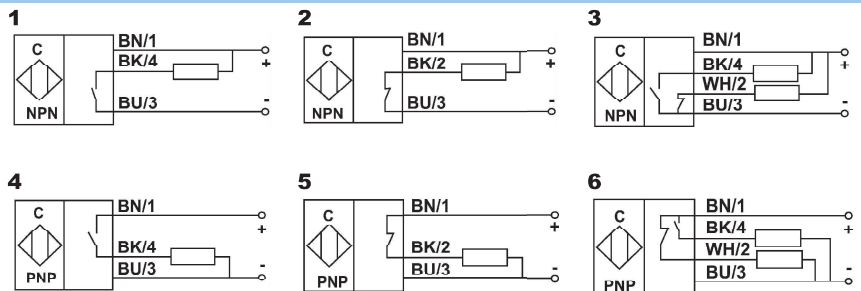 1
BN/1
C
BK/4
+
NPN
BU/3
-
2
BN/1
C
BK/2
+
NPN
BU/3
-
3
BN/1
C
BK/4
+
WH/2
NPN
BU/3
-
4
BN/1
C
+
BK/4
PNP
BU/3
-
5
BN/1
C
+
BK/2
PNP
BU/3
-
6
BN/1
C
BK/4
+
WH/2
PNP
BU/3
-